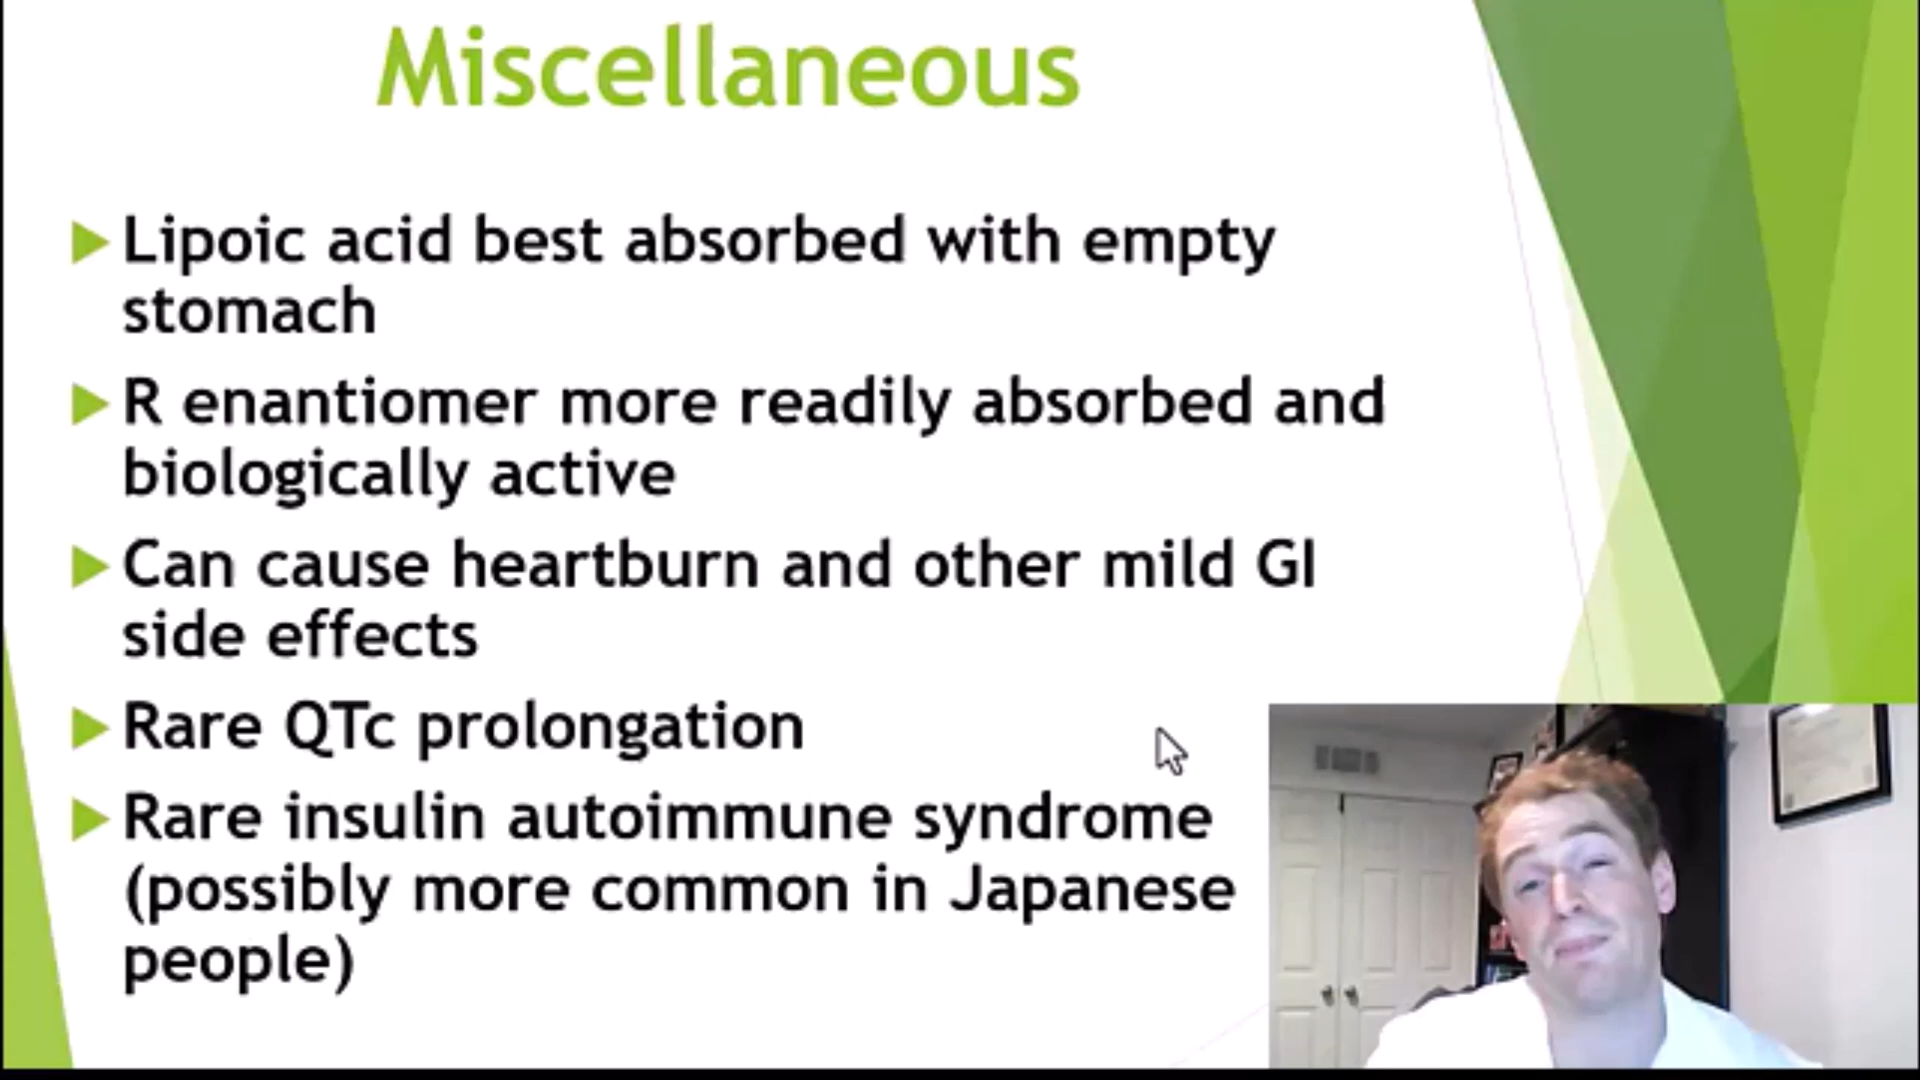 Miscellaneous
Lipoic acid best absorbed with empty
stomach
R enantiomer more readily absorbed and
biologically active
Can cause heartburn and other mild GI
side effects
Rare QTc prolongation
Rare insulin autoimmune syndrome
(possibly more common in Japanese
people)